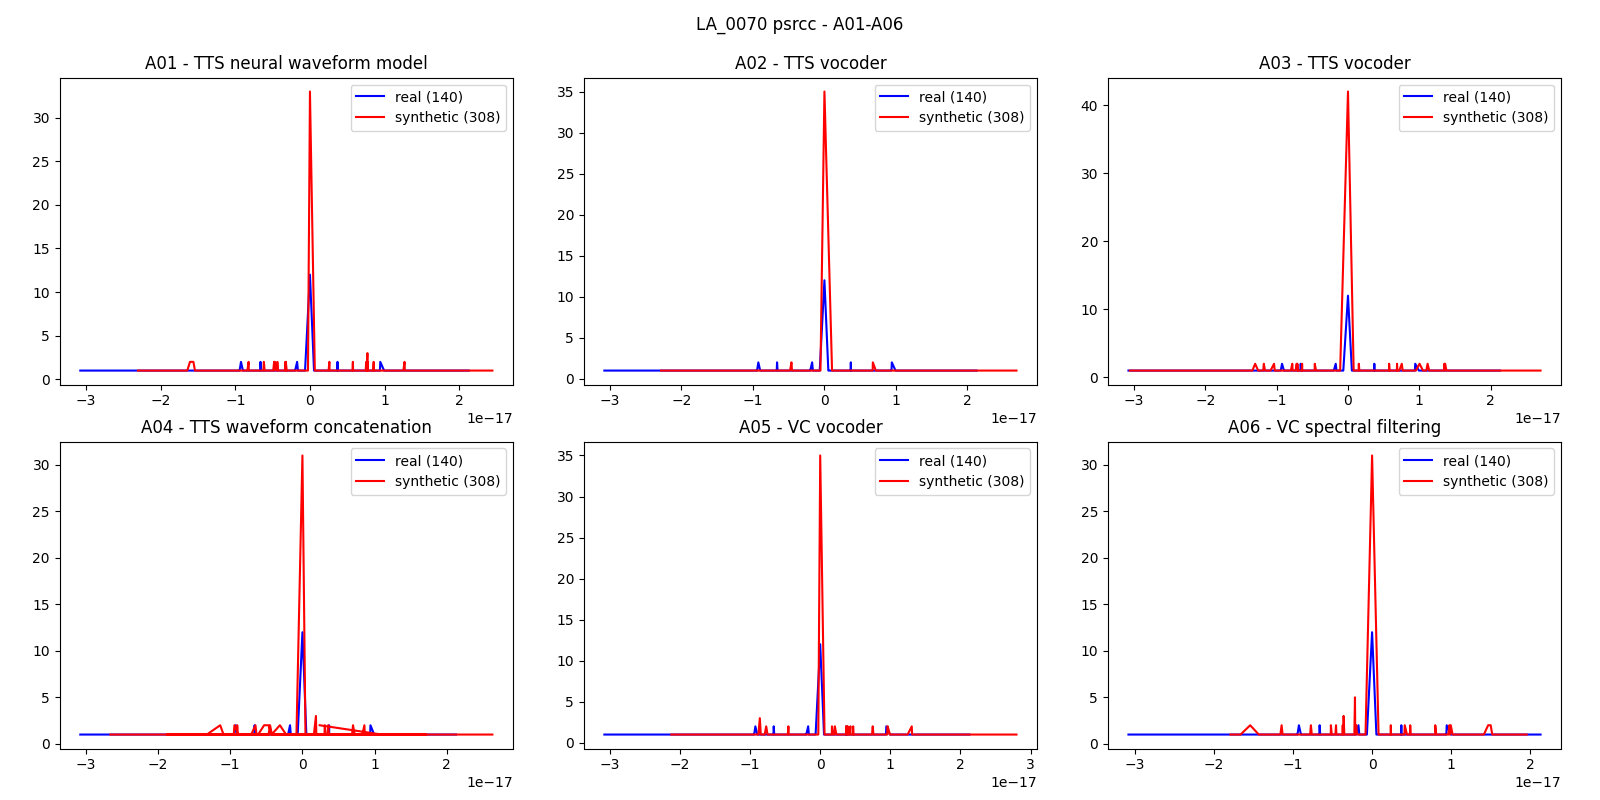 LA_0070 psrcc - A01-A06
A01 - TTS neural waveform model
real (140)
synthetic (308)
30
25
20
15
10
5
0
−3 −2 −1 0 1 2
1e−17
A02 - TTS vocoder
real (140)
synthetic (308)
35
30
25
20
15
10
5
0
−3 −2 −1 0 1 2
1e−17
A03 - TTS vocoder
real (140)
synthetic (308)
40
30
20
10
0
−3 −2 −1 0 1 2
1e−17
A04 - TTS waveform concatenation
real (140)
synthetic (308)
30
25
20
15
10
5
0
−3 −2 −1 0 1 2
1e−17
A05 - VC vocoder
real (140)
synthetic (308)
35
30
25
20
15
10
5
0
−3 −2 −1 0 1 2 3
1e−17
A06 - VC spectral filtering
real (140)
synthetic (308)
30
25
20
15
10
5
0
−3 −2 −1 0 1 2
1e−17